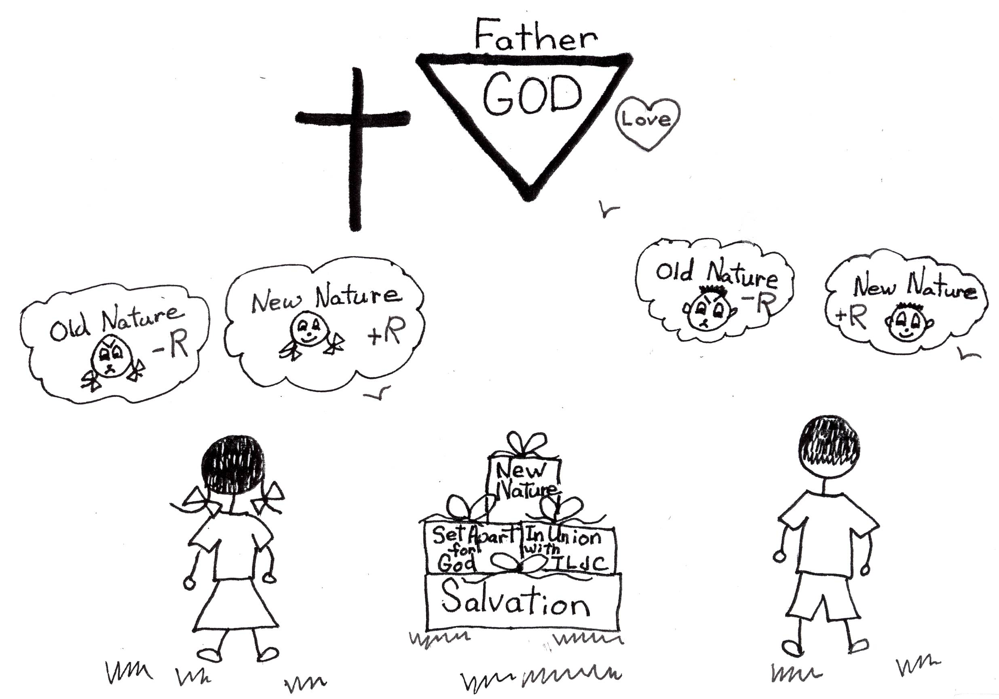 Father
GOD
Love
Old Nature
-R
New Nature
+R
Old Nature
-R
New Nature
+R
New
Nature
Set Apart
for
God
In Union
with
TLJC
Salvation